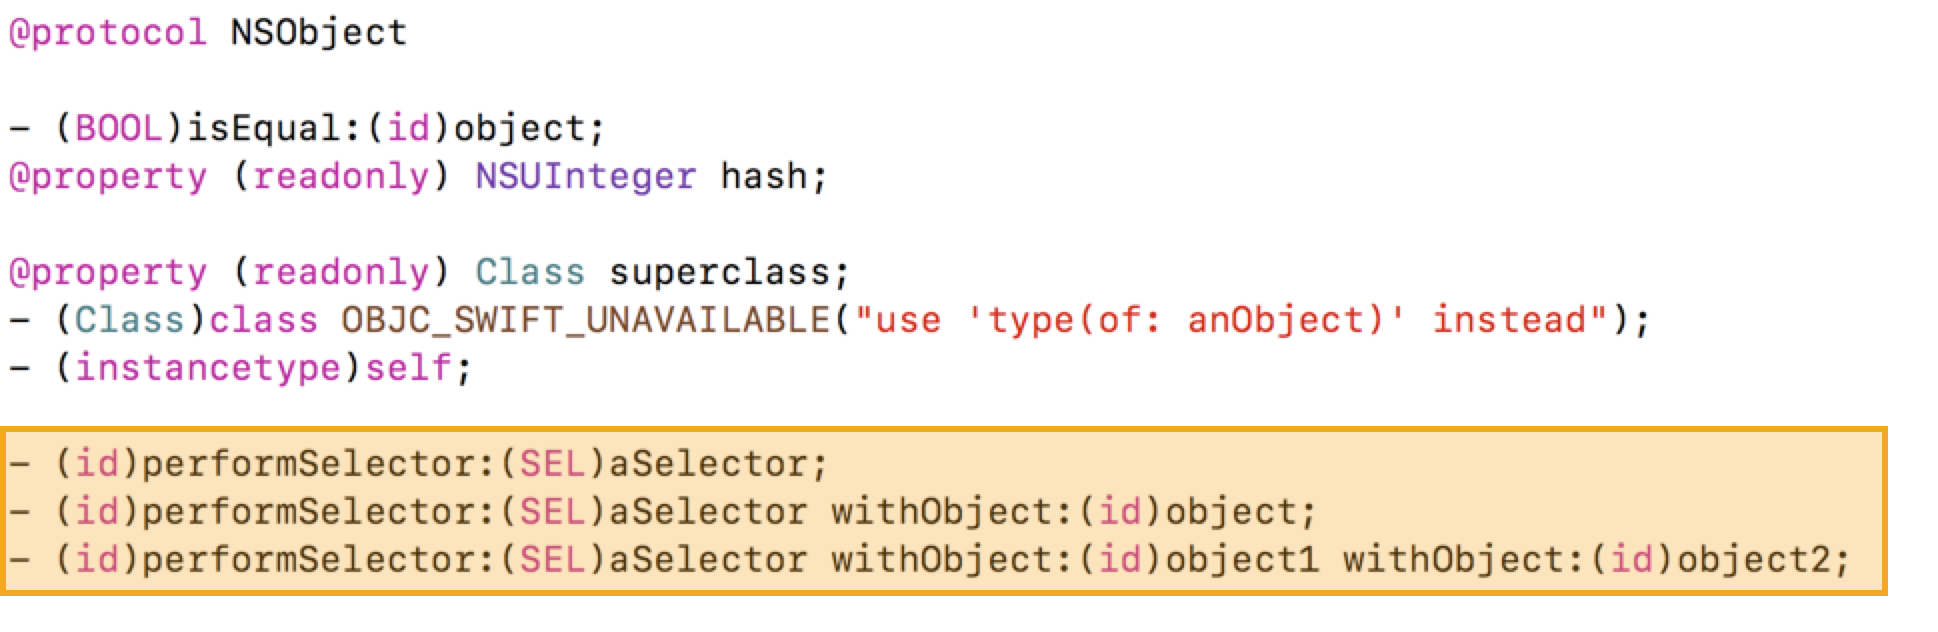 @protocol NSObject
- (BOOL)isEqual:(id)object;
@property (readonly) NSUInteger hash;
@property (readonly) Class superclass;
- (Class)class OBJC_SWIFT_UNAVAILABLE("use 'type(of: anObject)' instead");
- (instancetype)self;
- (id)performSelector:(SEL)aSelector;
- (id)performSelector:(SEL)aSelector withObject:(id)object;
- (id)performSelector:(SEL)aSelector withObject:(id)object1 withObject:(id)object2;